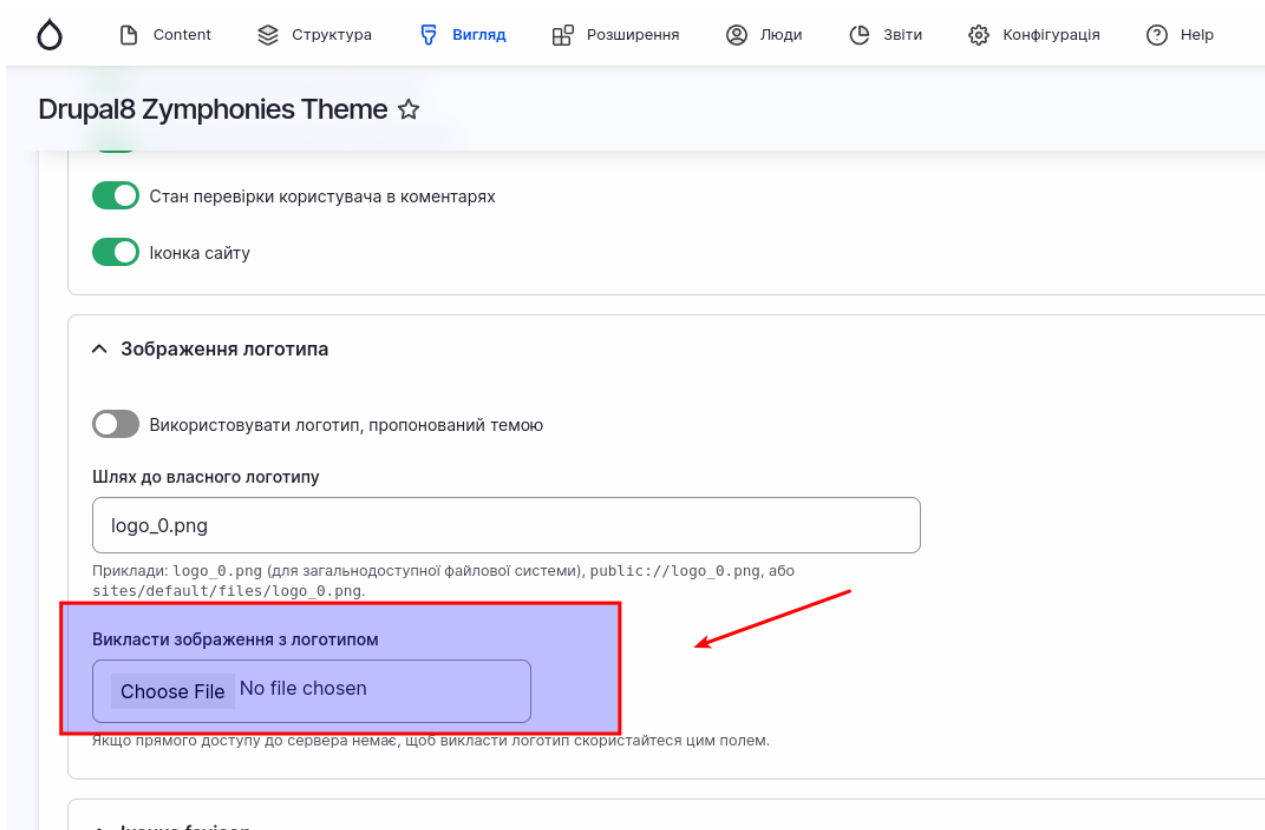 Content Структура Вигляд Розширення Люди Звіти Конфігурація Help
Drupal8 Zymphonies Theme
Стан перевірки користувача в коментарях
Іконка сайту
Зображення логотипа
Використовувати логотип, пропонований темою
Шлях до власного логотипу
logo_0.png
Приклади: logo_0.png (для загальнодоступної файлової системи), public://logo_0.png, або
sites/default/files/logo_0.png.
Викласти зображення з логотипом
Choose File No file chosen
Якщо прямого доступу до сервера немає, щоб викласти логотип скористайтеся цим полем.
Іконка favicon